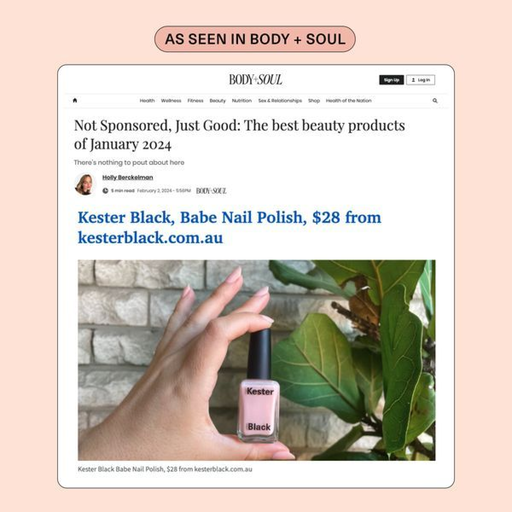 AS SEEN IN BODY + SOUL
BODY+SOUL
Sign Up
Log In
Health Wellness Fitness Beauty Nutrition Sex & Relationships Shop Health of the Nation
Not Sponsored, Just Good: The best beauty products
of January 2024
There's nothing to pout about here
Holly Berckelman
5 min read February 2, 2024 - 5:58PM BODY+SOUL
Kester Black, Babe Nail Polish, $28 from
kesterblack.com.au
Kester
Black
Kester Black Babe Nail Polish, $28 from kesterblack.com.au